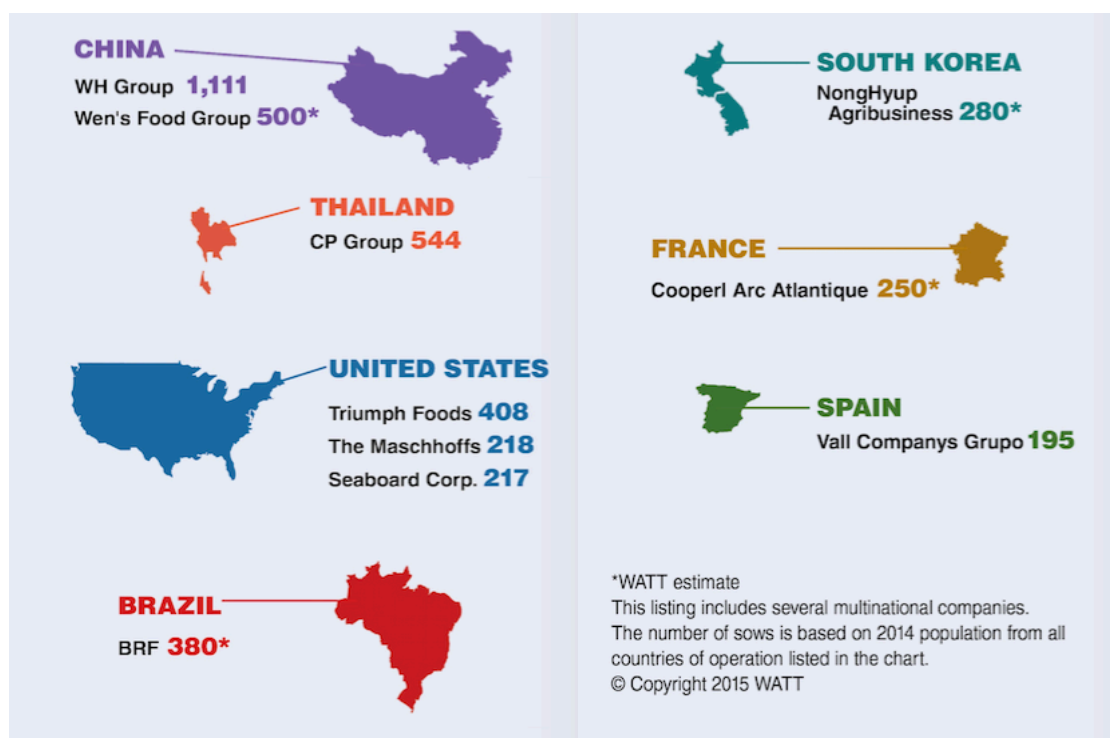 CHINA
WH Group 1,111
Wen's Food Group 500*
THAILAND
CP Group 544
UNITED STATES
Triumph Foods 408
The Maschhoffs 218
Seaboard Corp. 217
BRAZIL
BRF 380*
SOUTH KOREA
NongHyup
Agribusiness 280*
FRANCE
Cooperl Arc Atlantique 250*
SPAIN
Vall Companys Grupo 195
*WATT estimate
This listing includes several multinational companies.
The number of sows is based on 2014 population from all
countries of operation listed in the chart.
© Copyright 2015 WATT